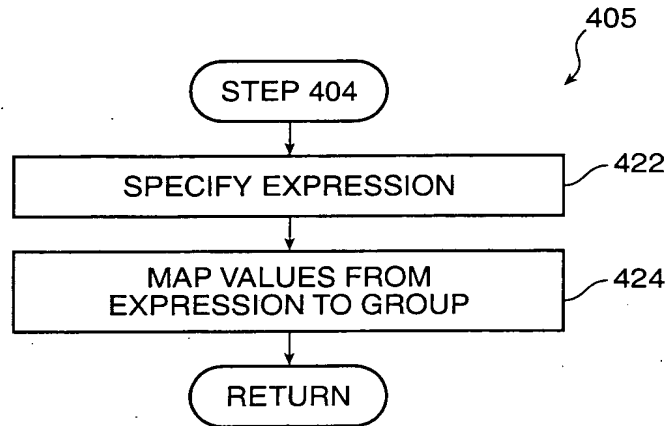 405
STEP 404
SPECIFY EXPRESSION
422
MAP VALUES FROM
EXPRESSION TO GROUP
424
RETURN